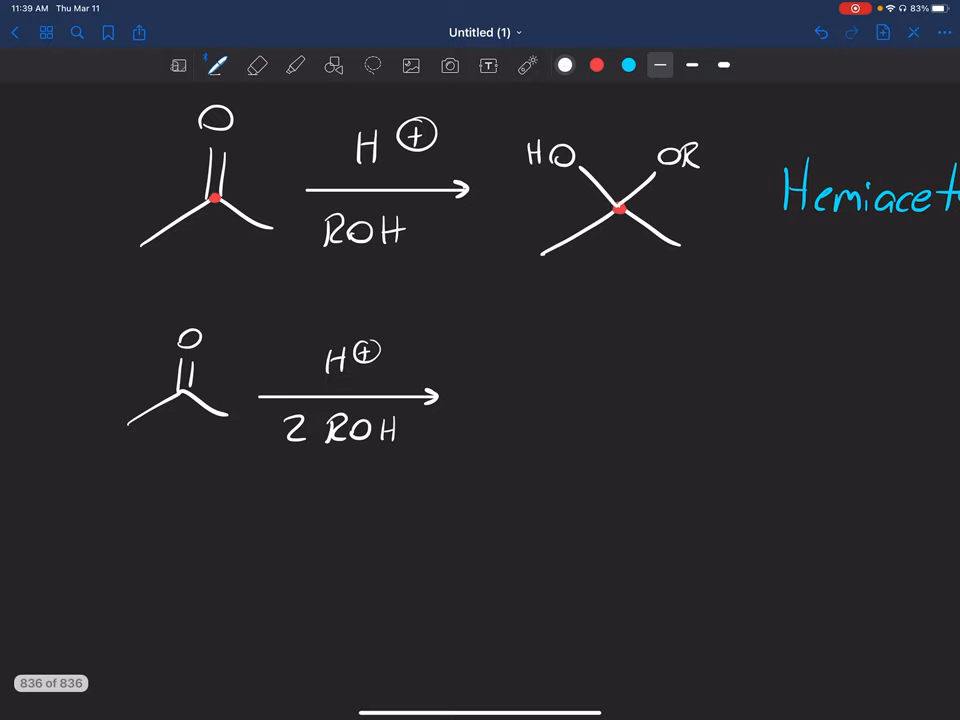 11:39 AM Thu Mar 11
83%
Untitled (1)
O
H +
ROH
HO OR
Hemiacet
O
H +
2 ROH
836 of 836